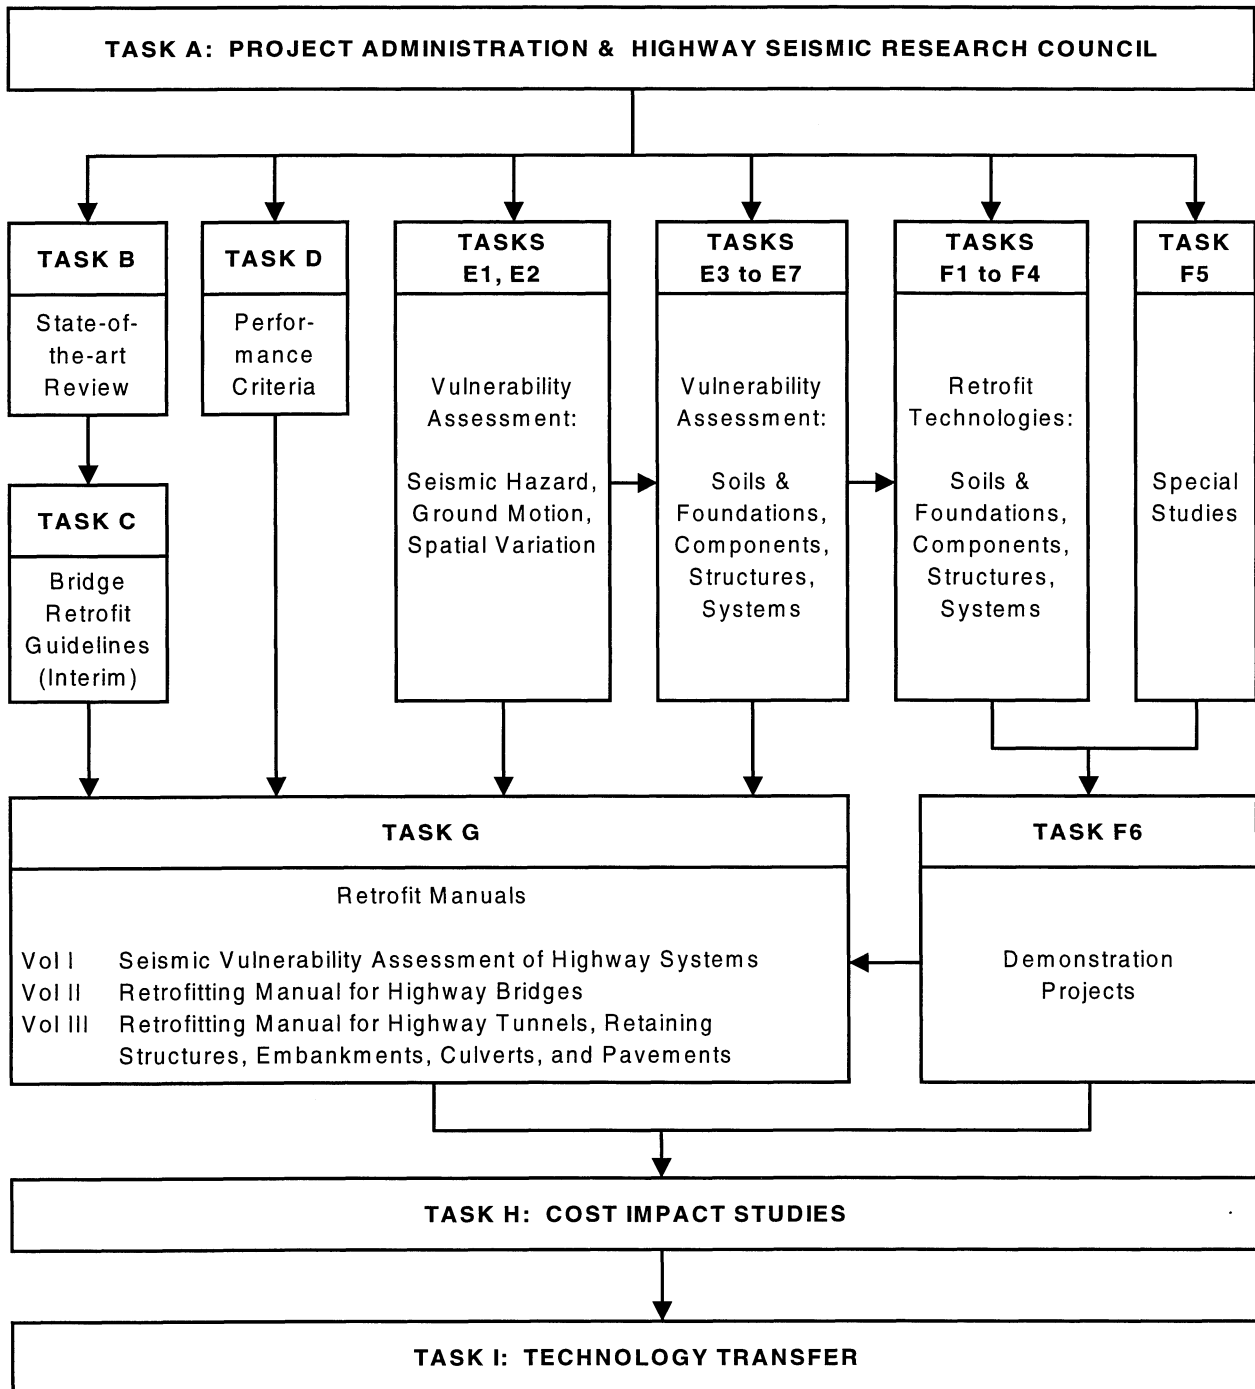 TASK A: PROJECT ADMINISTRATION & HIGHWAY SEISMIC RESEARCH COUNCIL
TASK B
State-of-
the-art
Review
TASK D
Perfor-
mance
Criteria
TASKS
E1, E2
Vulnerability
Assessment:
Seismic Hazard,
Ground Motion,
Spatial Variation
TASKS
E3 to E7
Vulnerability
Assessment:
Soils &
Foundations,
Components,
Structures,
Systems
TASKS
F1 to F4
Retrofit
Technologies:
Soils &
Foundations,
Components,
Structures,
Systems
TASK
F5
Special
Studies
TASK C
Bridge
Retrofit
Guidelines
(Interim)
TASK G
Retrofit Manuals
Vol I Seismic Vulnerability Assessment of Highway Systems
Vol II Retrofitting Manual for Highway Bridges
Vol III Retrofitting Manual for Highway Tunnels, Retaining
Structures, Embankments, Culverts, and Pavements
TASK F6
Demonstration
Projects
TASK H: COST IMPACT STUDIES
TASK I: TECHNOLOGY TRANSFER